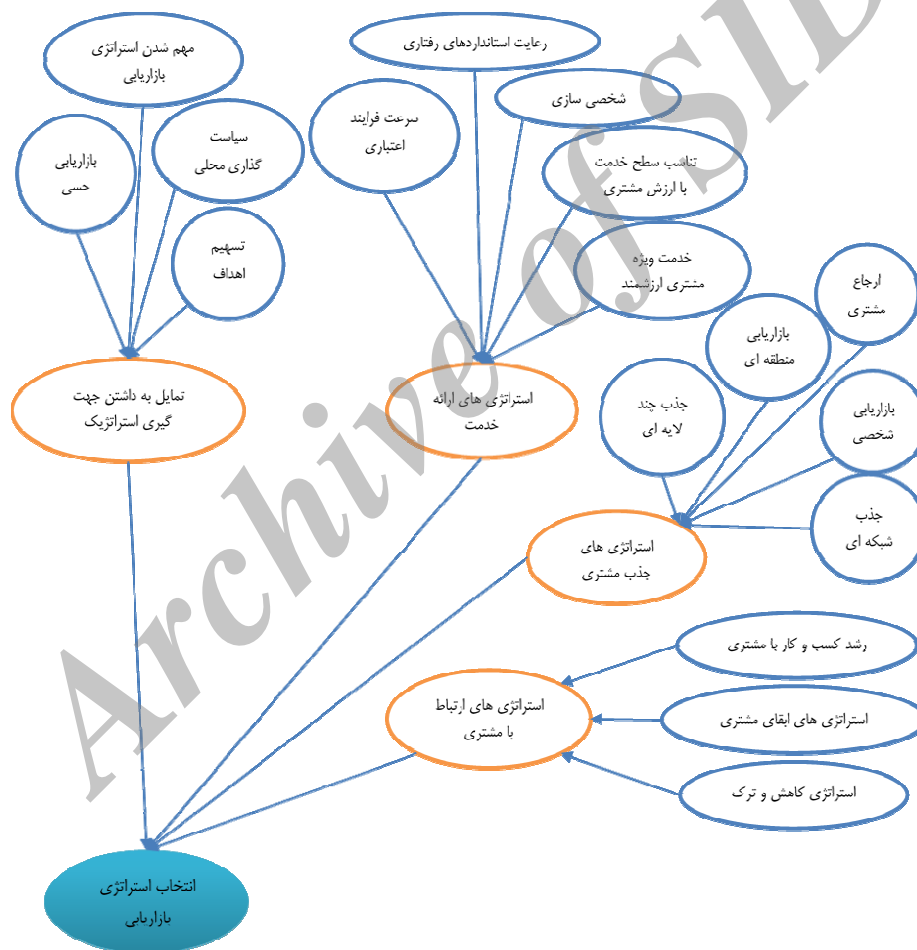 مهم شدن استراتژی
بازاریابی
رعایت استانداردهای رفتاری
شخصی سازی
سرعت فرایند
اعتباری
سیاست
گذاری محلی
بازاریابی
حسی
تناسب سطح خدمت
با ارزش مشتری
تسهیم
اهداف
خدمت ویژه
مشتری ارزشمند
ارجاع
مشتری
بازاریابی
منطقه ای
تمایل به داشتن جهت
گیری استراتژیک
استراتژی های ارائه
خدمت
جذب چند
لایه ای
بازاریابی
شخصی
جذب
شبکه ای
استراتژی های
جذب مشتری
رشد کسب و کار با مشتری
استراتژی های ارتباط
با مشتری
استراتژی های ابقای مشتری
استراتژی کاهش و ترک
انتخاب استراتژی
بازاریابی
Archive of SID